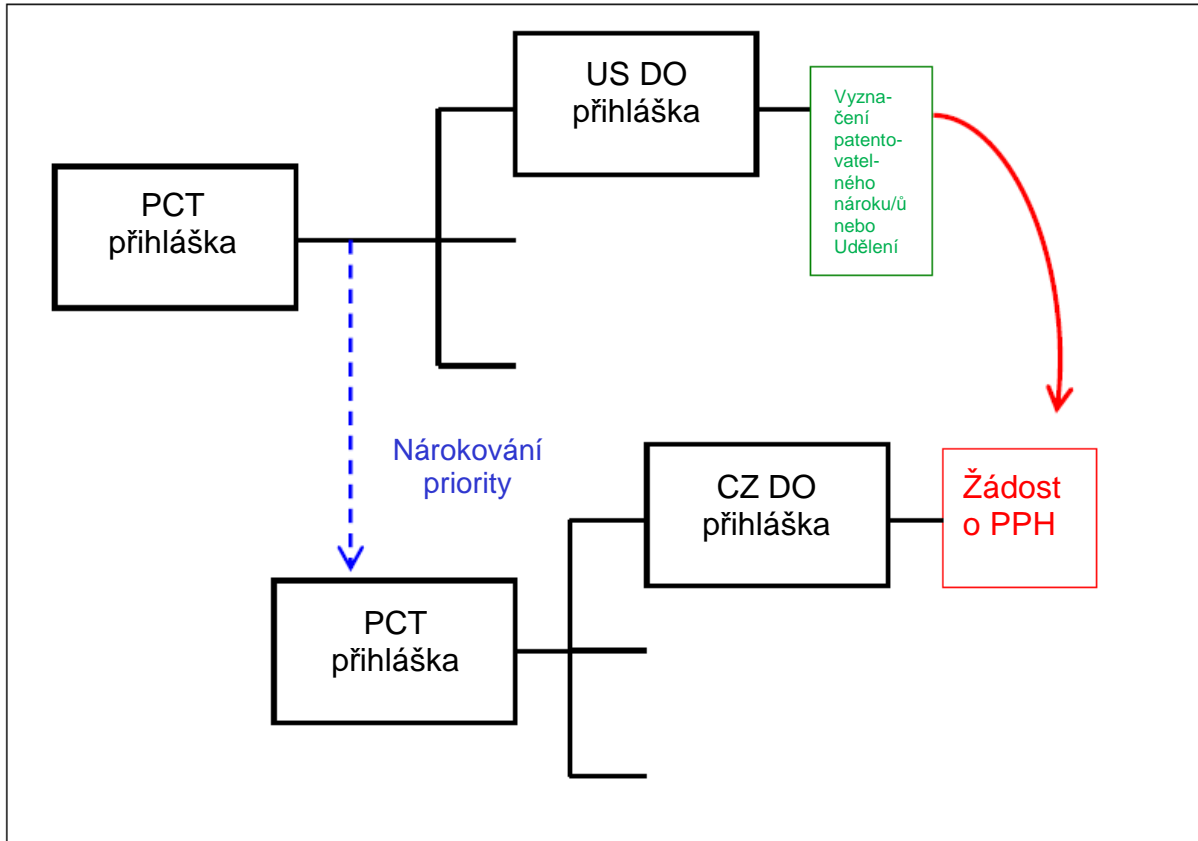 US DO
přihláška
Vyzna-
čení
patento-
vatel-
ného
nároku/ů
nebo
Udělení
PCT
přihláška
Nárokování
priority
CZ DO
přihláška
Žádost
o PPH
PCT
přihláška